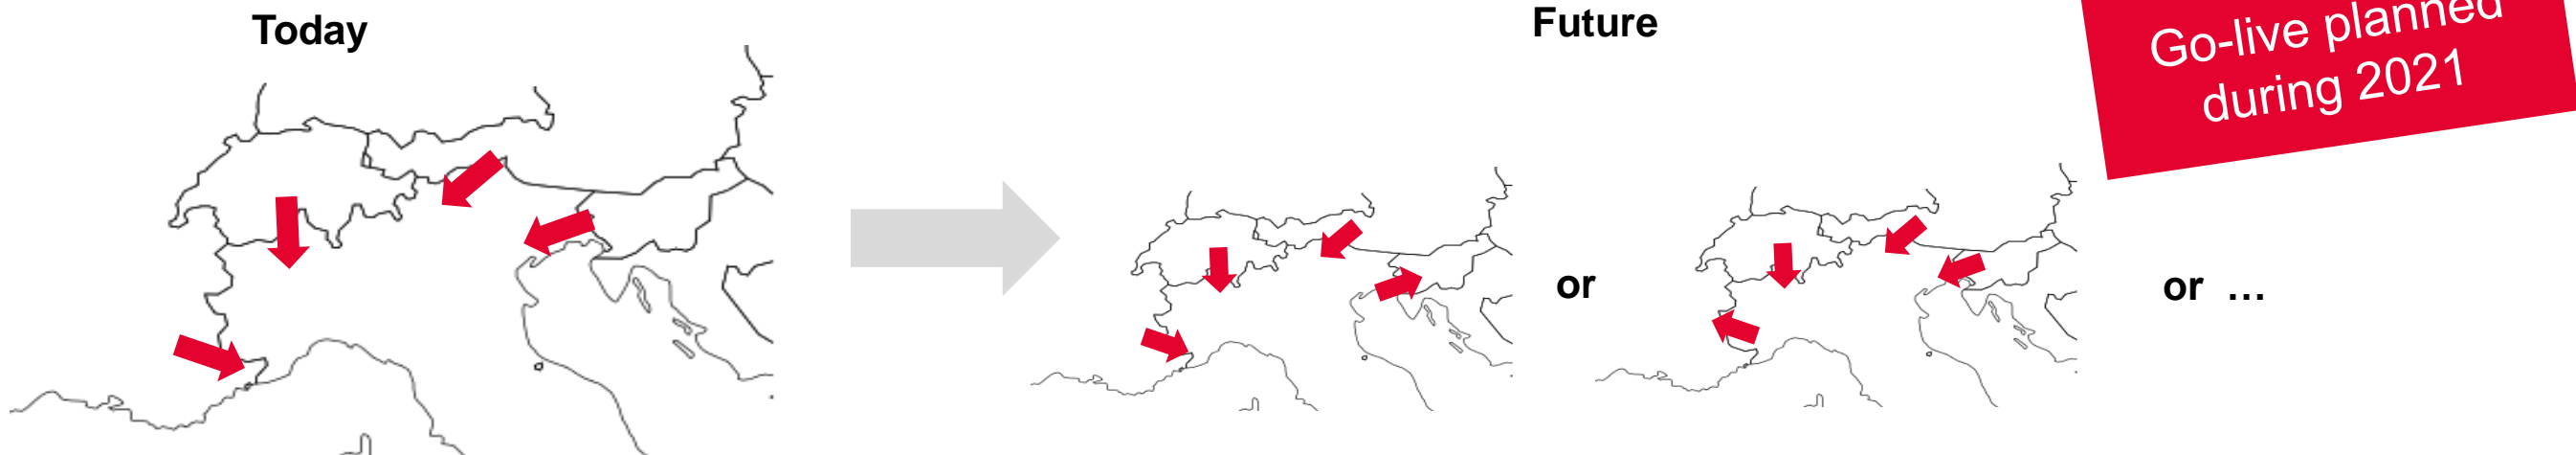 Today
Future
Go-live planned
during 2021
or
or …